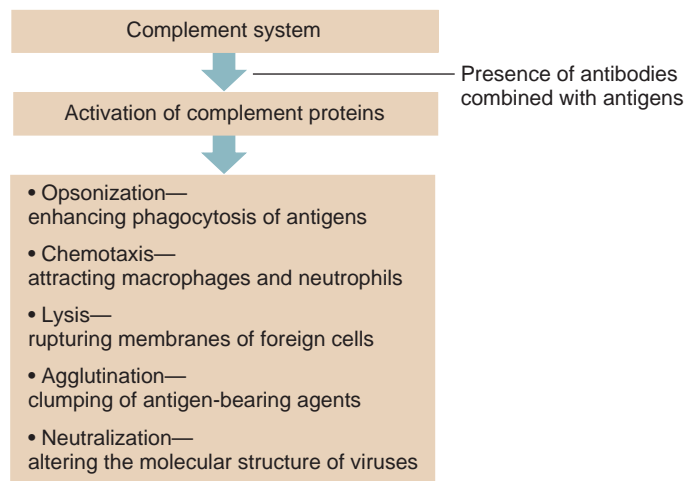 Complement system
Presence of antibodies
combined with antigens
Activation of complement proteins
• Opsonization—
enhancing phagocytosis of antigens
• Chemotaxis—
attracting macrophages and neutrophils
• Lysis—
rupturing membranes of foreign cells
• Agglutination—
clumping of antigen-bearing agents
• Neutralization—
altering the molecular structure of viruses